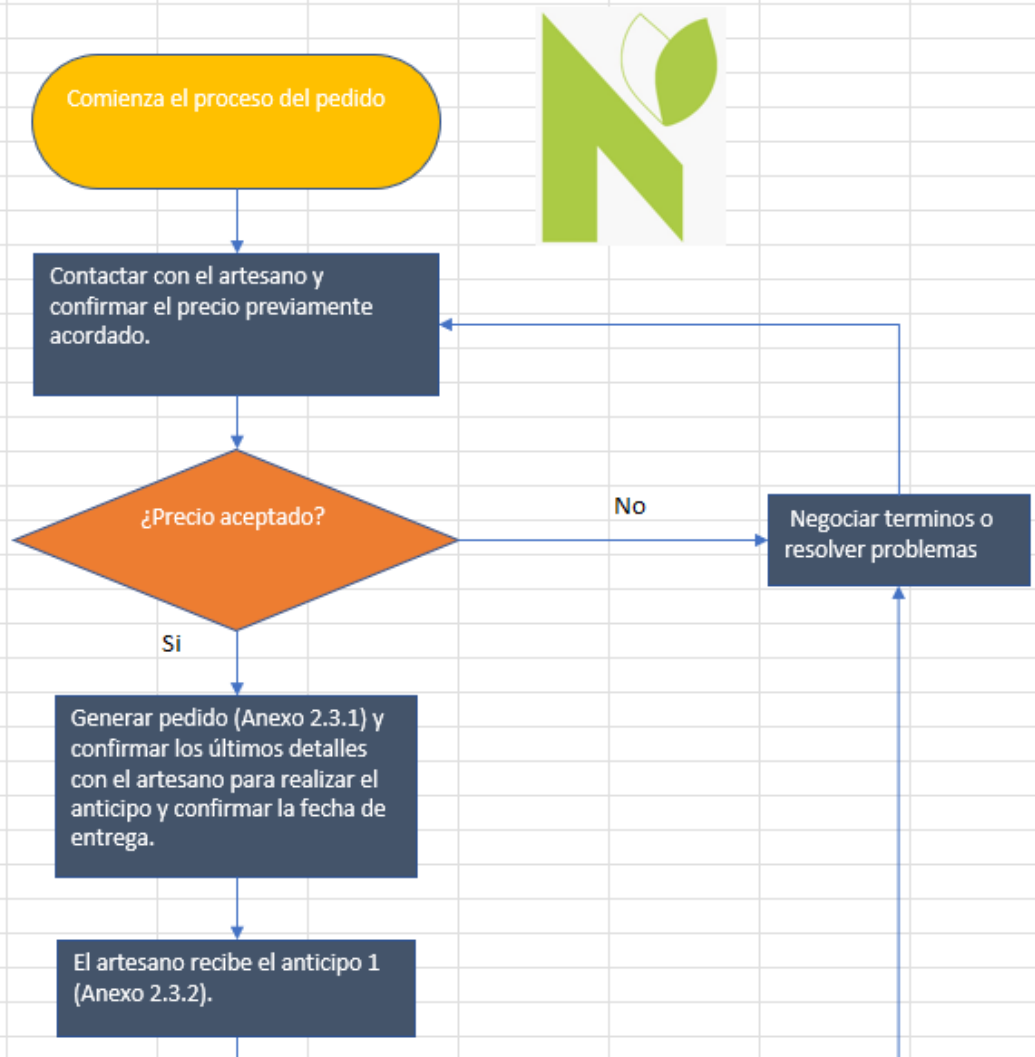 Comienza el proceso del pedido
Contactar con el artesano y
confirmar el precio previamente
acordado.
¿Precio aceptado?
No
Negociar terminos o
resolver problemas
Si
Generar pedido (Anexo 2.3.1) y
confirmar los últimos detalles
con el artesano para realizar el
anticipo y confirmar la fecha de
entrega.
El artesano recibe el anticipo 1
(Anexo 2.3.2).